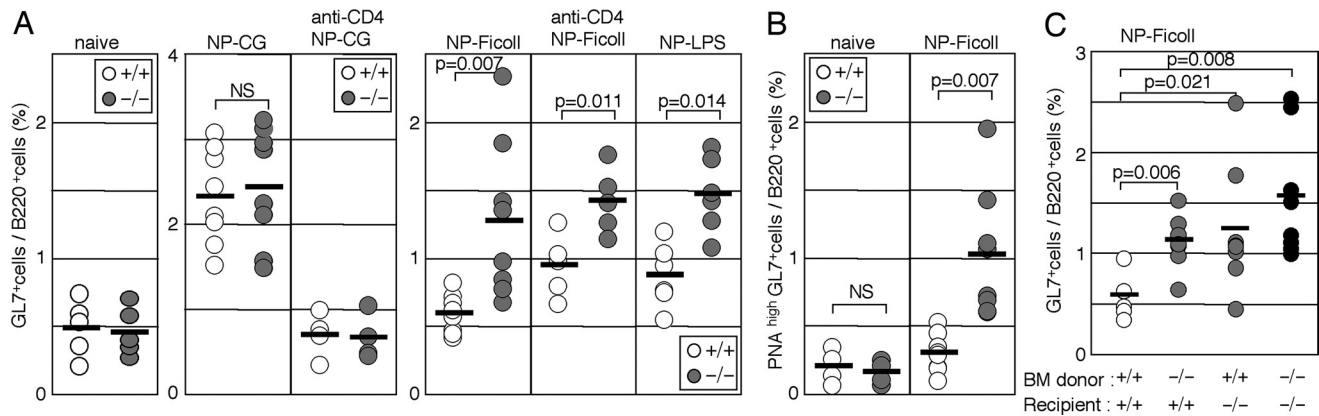 A
naive
NP-CG
anti-CD4
NP-CG
NP-Ficoll
anti-CD4
NP-Ficoll
NP-LPS
GL7+cells / B220+cells (%)
2
1
0
+/+
−/−
4
2
0
NS
+/+
−/−
2
1
0
p=0.007
p=0.011
p=0.014
+/+
−/−
B
naive
NP-Ficoll
PNA high GL7+cells / B220+cells (%)
2
1
0
+/+
−/−
NS
p=0.007
C
NP-Ficoll
GL7+cells / B220+cells (%)
3
2
1
0
p=0.008
p=0.021
p=0.006
BM donor : +/+ −/− +/+ −/−
Recipient : +/+ +/+ −/− −/−